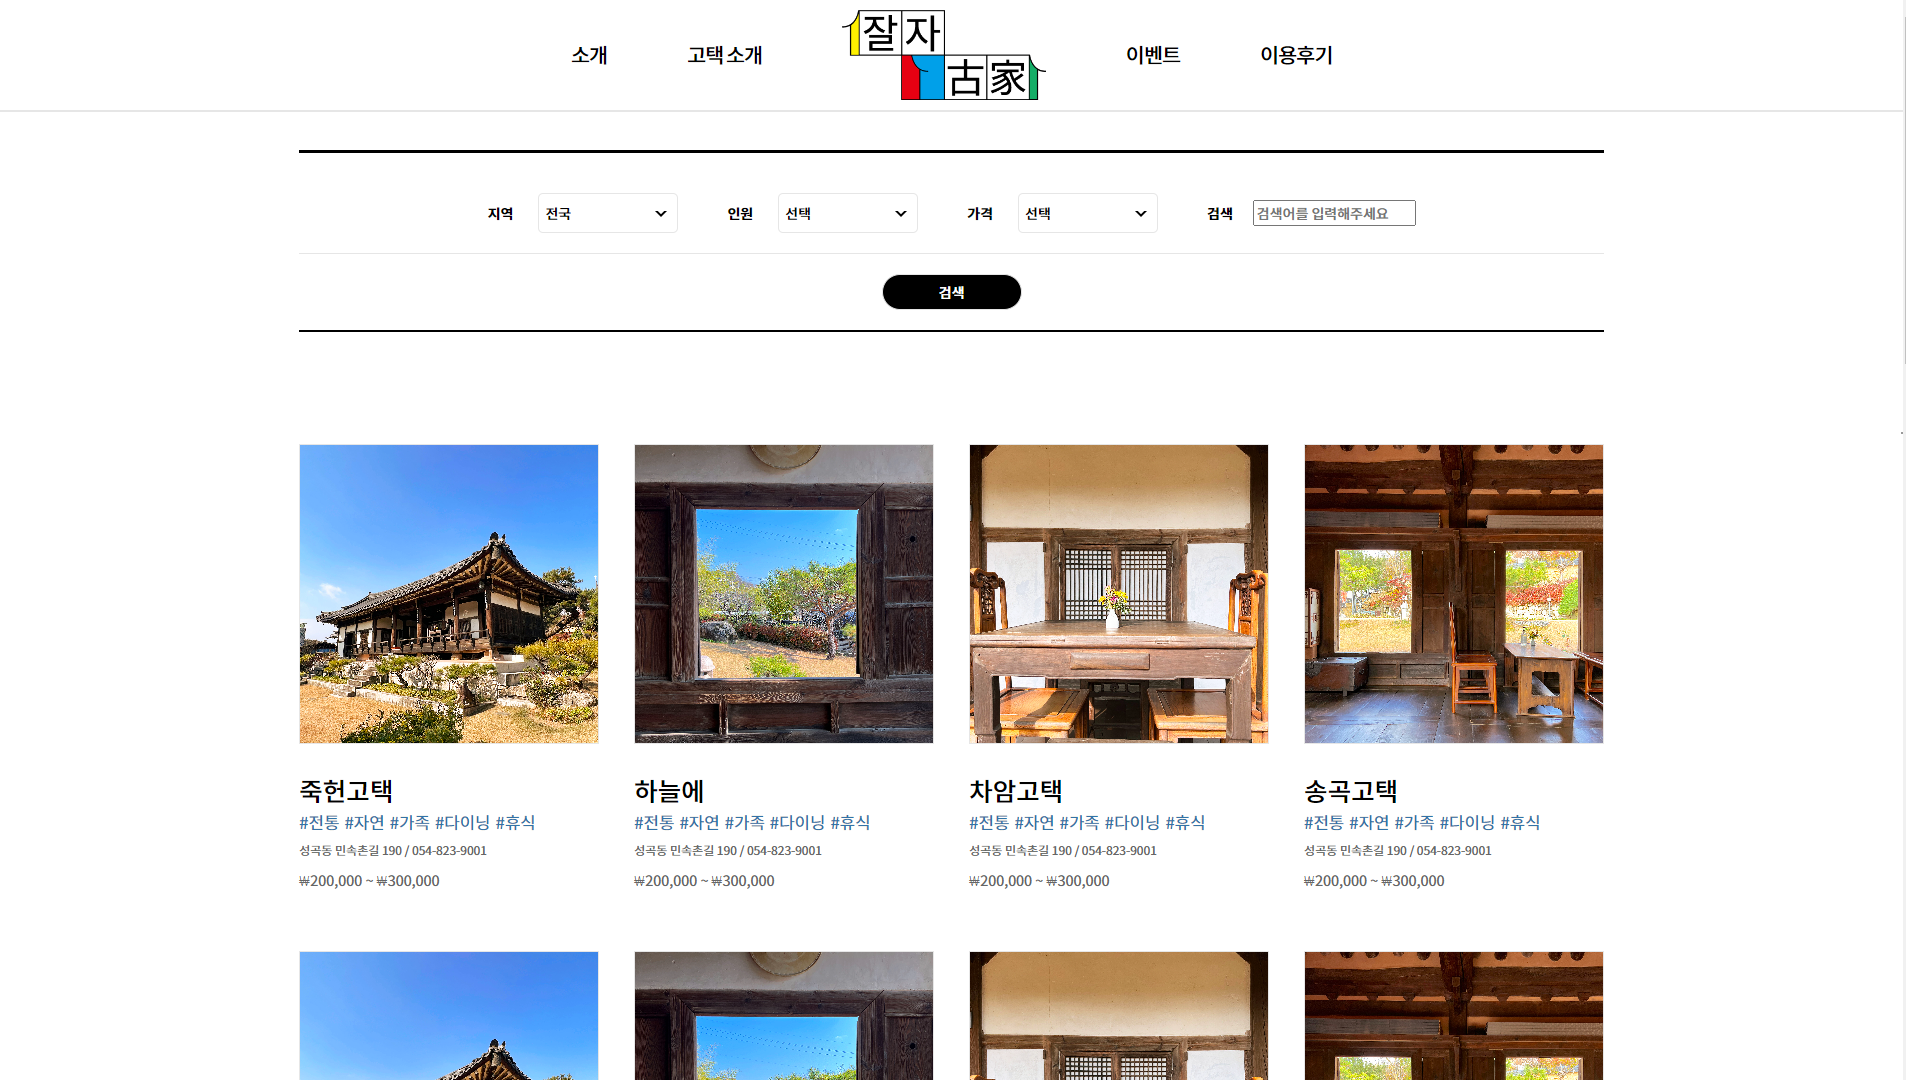 소개
고택 소개
잘자
古家
이벤트
이용후기
지역
전국
인원
선택
가격
선택
검색
검색어를 입력해주세요
검색
죽헌고택
#전통 #자연 #가족 #다이닝 #휴식
성곡동 민속촌길 190 / 054-823-9001
₩200,000 ~ ₩300,000
하늘에
#전통 #자연 #가족 #다이닝 #휴식
성곡동 민속촌길 190 / 054-823-9001
₩200,000 ~ ₩300,000
차암고택
#전통 #자연 #가족 #다이닝 #휴식
성곡동 민속촌길 190 / 054-823-9001
₩200,000 ~ ₩300,000
송곡고택
#전통 #자연 #가족 #다이닝 #휴식
성곡동 민속촌길 190 / 054-823-9001
₩200,000 ~ ₩300,000